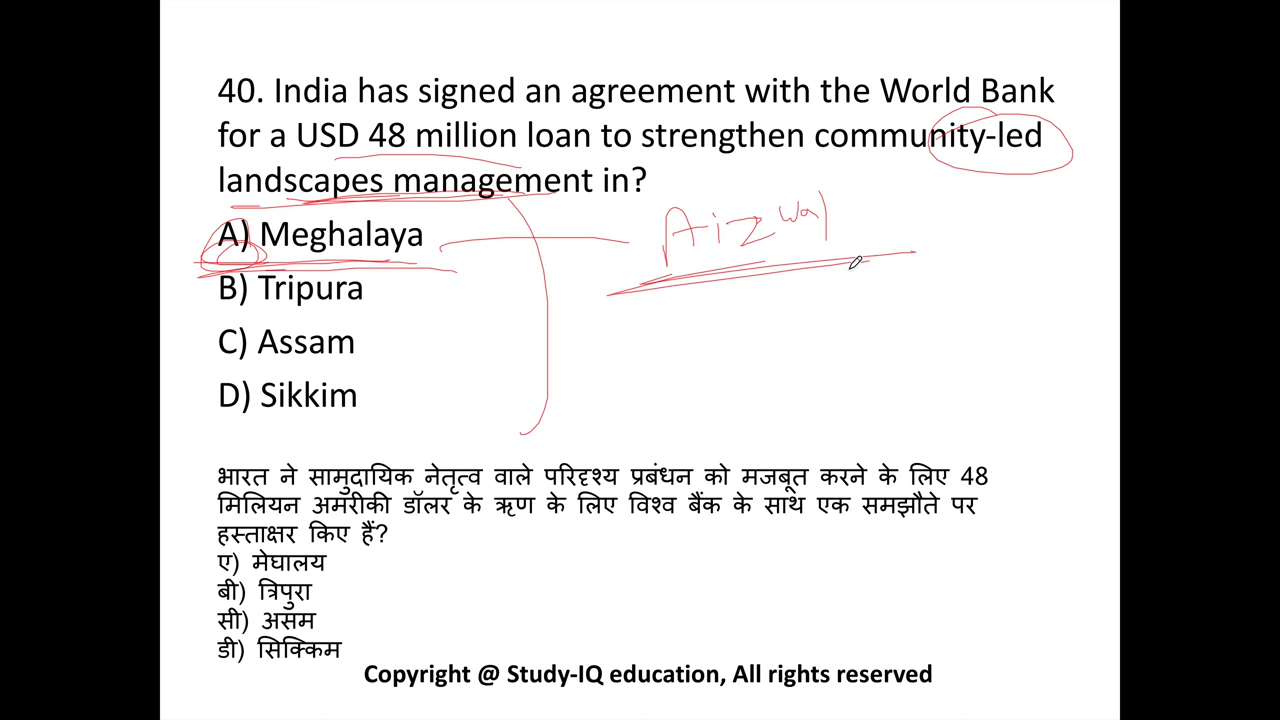 40. India has signed an agreement with the World Bank
for a USD 48 million loan to strengthen community-led
landscapes management in?
A) Meghalaya
Aizwal
B) Tripura
C) Assam
D) Sikkim
भारत ने सामुदायिक नेतृत्व वाले परिदृश्य प्रबंधन को मजबूत करने के लिए 48
मिलियन अमरीकी डॉलर के ऋण के लिए विश्व बैंक के साथ एक समझौते पर
हस्ताक्षर किए हैं?
ए) मेघालय
बी) त्रिपुरा
सी) असम
डी) सिक्किम
Copyright @ Study-IQ education, All rights reserved